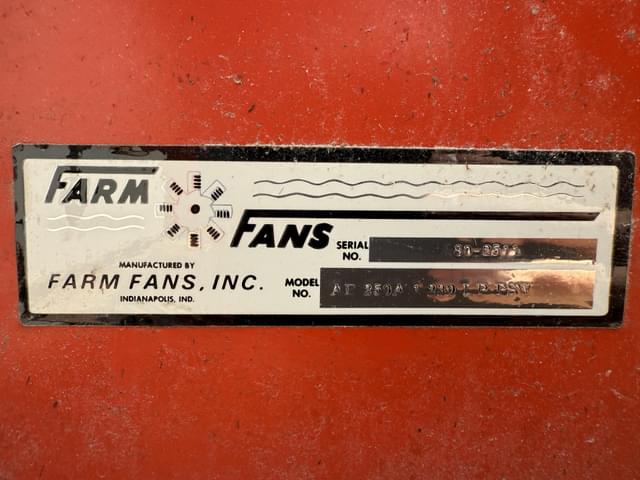 FARM
FANS
MANUFACTURED BY
FARM FANS, INC.
INDIANAPOLIS, IND.
SERIAL
NO.
MODEL
NO.